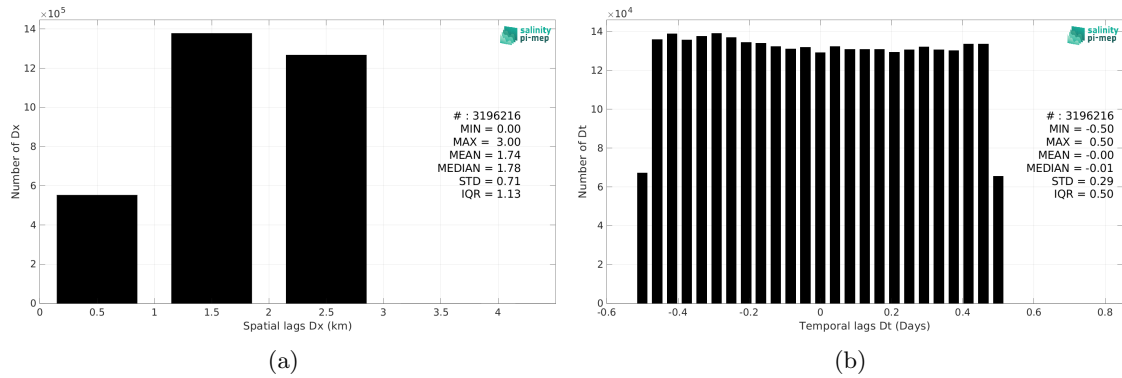 ×10⁵
14
12
10
8
6
4
2
0
Number of Dx
0 0.5 1 1.5 2 2.5 3 3.5 4
Spatial lags Dx (km)
salinity
pi-mep
# : 3196216
MIN = 0.00
MAX = 3.00
MEAN = 1.74
MEDIAN = 1.78
STD = 0.71
IQR = 1.13
(a)
×10⁴
14
12
10
8
6
4
2
0
Number of Dt
-0.6 -0.4 -0.2 0 0.2 0.4 0.6 0.8
Temporal lags Dt (Days)
salinity
pi-mep
# : 3196216
MIN = -0.50
MAX = 0.50
MEAN = -0.00
MEDIAN = -0.01
STD = 0.29
IQR = 0.50
(b)